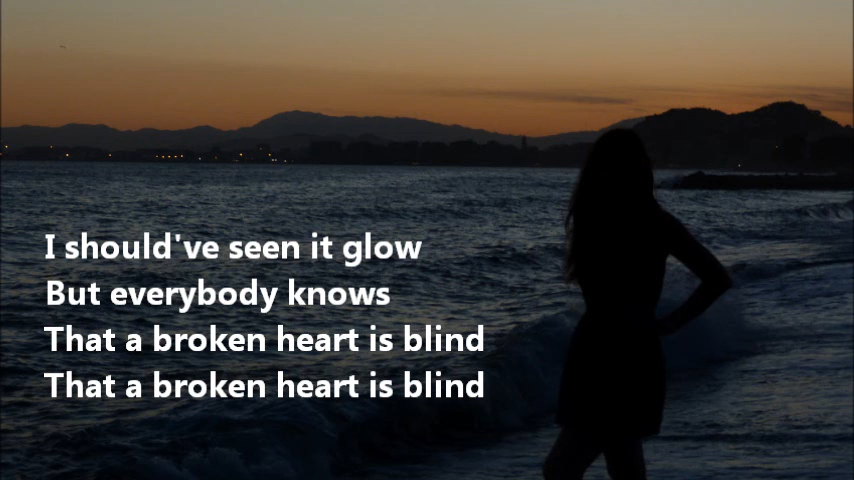 I should've seen it glow
But everybody knows
That a broken heart is blind
That a broken heart is blind